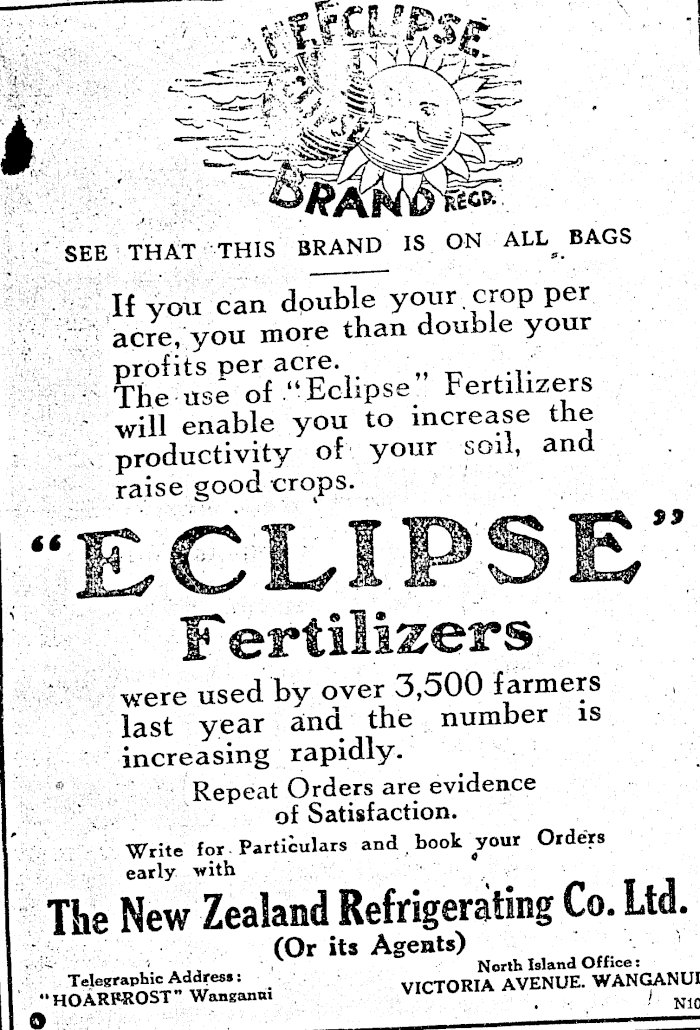 THE ECLIPSE
BRAND REGD.
SEE THAT THIS BRAND IS ON ALL BAGS
If you can double your crop per
acre, you more than double your
profits per acre.
The use of "Eclipse" Fertilizers
will enable you to increase the
productivity of your soil, and
raise good crops.
"ECLIPSE"
Fertilizers
were used by over 3,500 farmers
last year and the number is
increasing rapidly.
Repeat Orders are evidence
of Satisfaction.
Write for Particulars and book your Orders
early with
The New Zealand Refrigerating Co. Ltd.
(Or its Agents)
Telegraphic Address:
"HOARFROST" Wanganui
North Island Office:
VICTORIA AVENUE. WANGANUI
N10